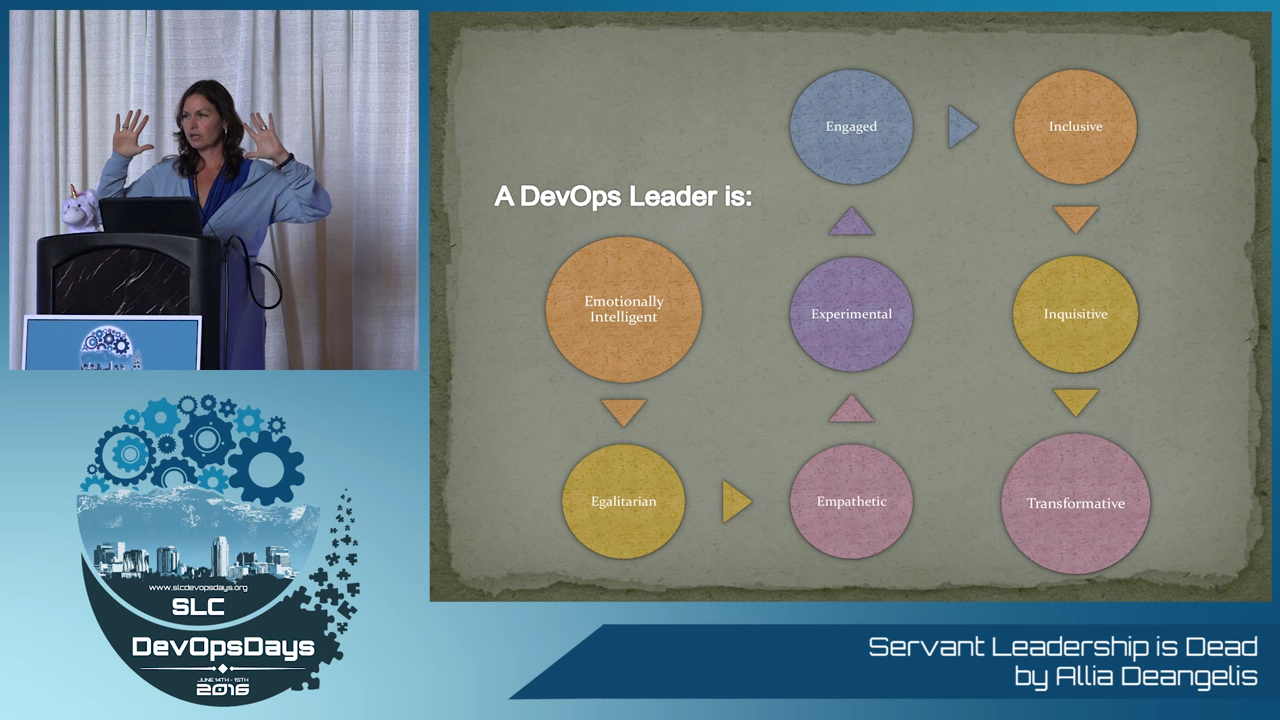 A DevOps Leader is:
Emotionally
Intelligent
Egalitarian
Empathetic
Experimental
Engaged
Inclusive
Inquisitive
Transformative
www.slcdevopsdays.org
SLC
DevOpsDays
JUNE 14TH - 15TH
2016
Servant Leadership is Dead
by Allia Deangelis